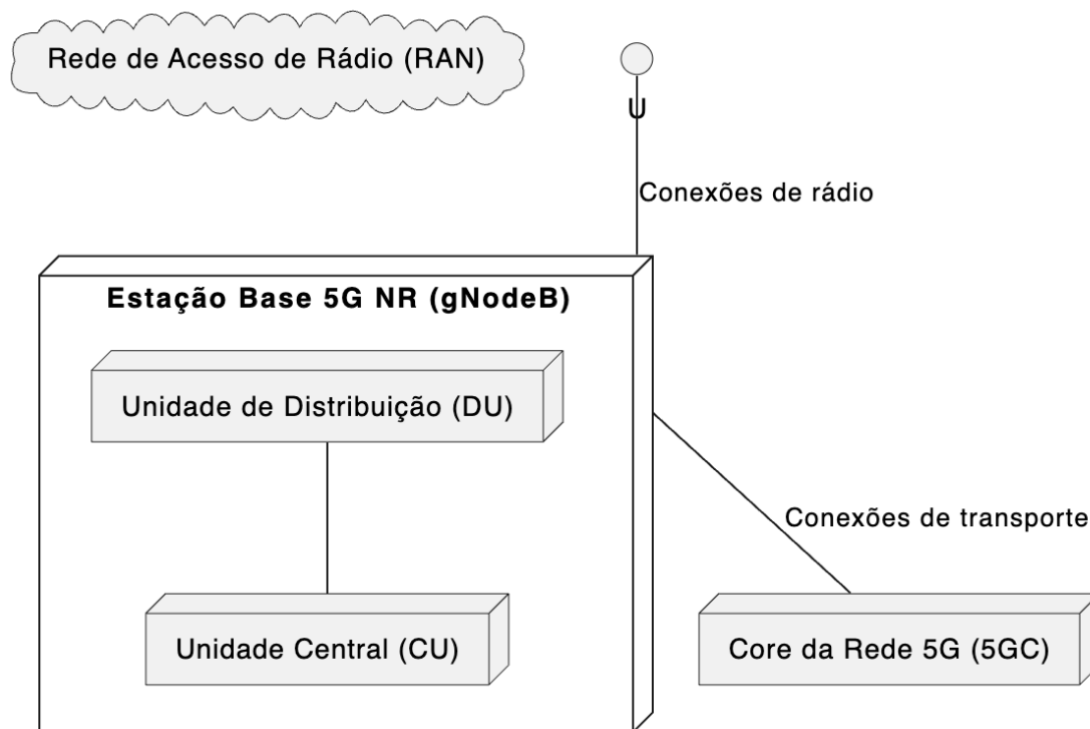 Rede de Acesso de Rádio (RAN)
U
Conexões de rádio
Estação Base 5G NR (gNodeB)
Unidade de Distribuição (DU)
Conexões de transporte
Unidade Central (CU)
Core da Rede 5G (5GC)